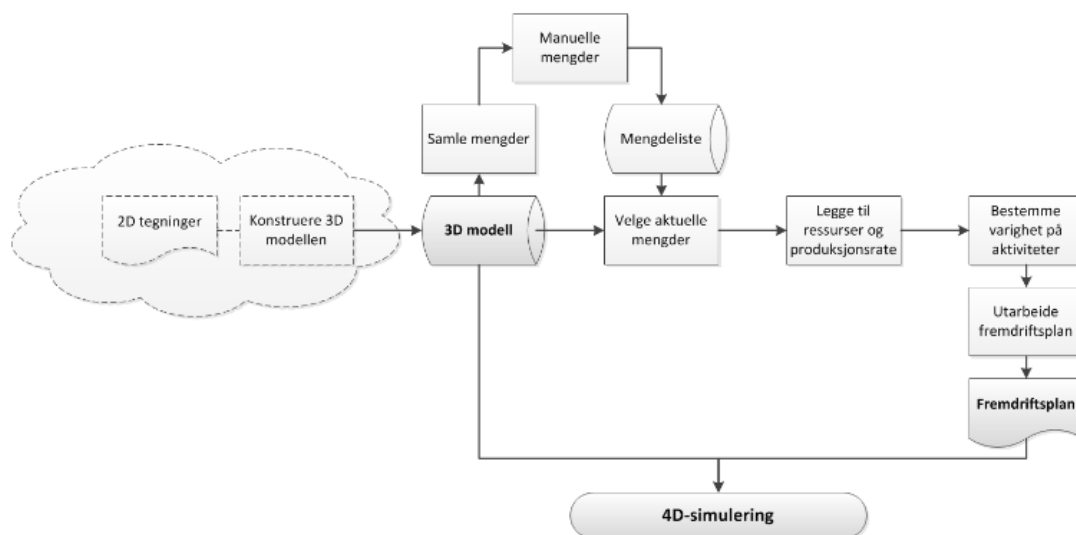 Manuelle
mengder
Samle mengder
Mengdeliste
2D tegninger
Konstruere 3D
modellen
3D modell
Velge aktuelle
mengder
Legge til
ressurser og
produksjonsrate
Bestemme
varighet på
aktiviteter
Utarbeide
fremdriftsplan
Fremdriftsplan
4D-simulering